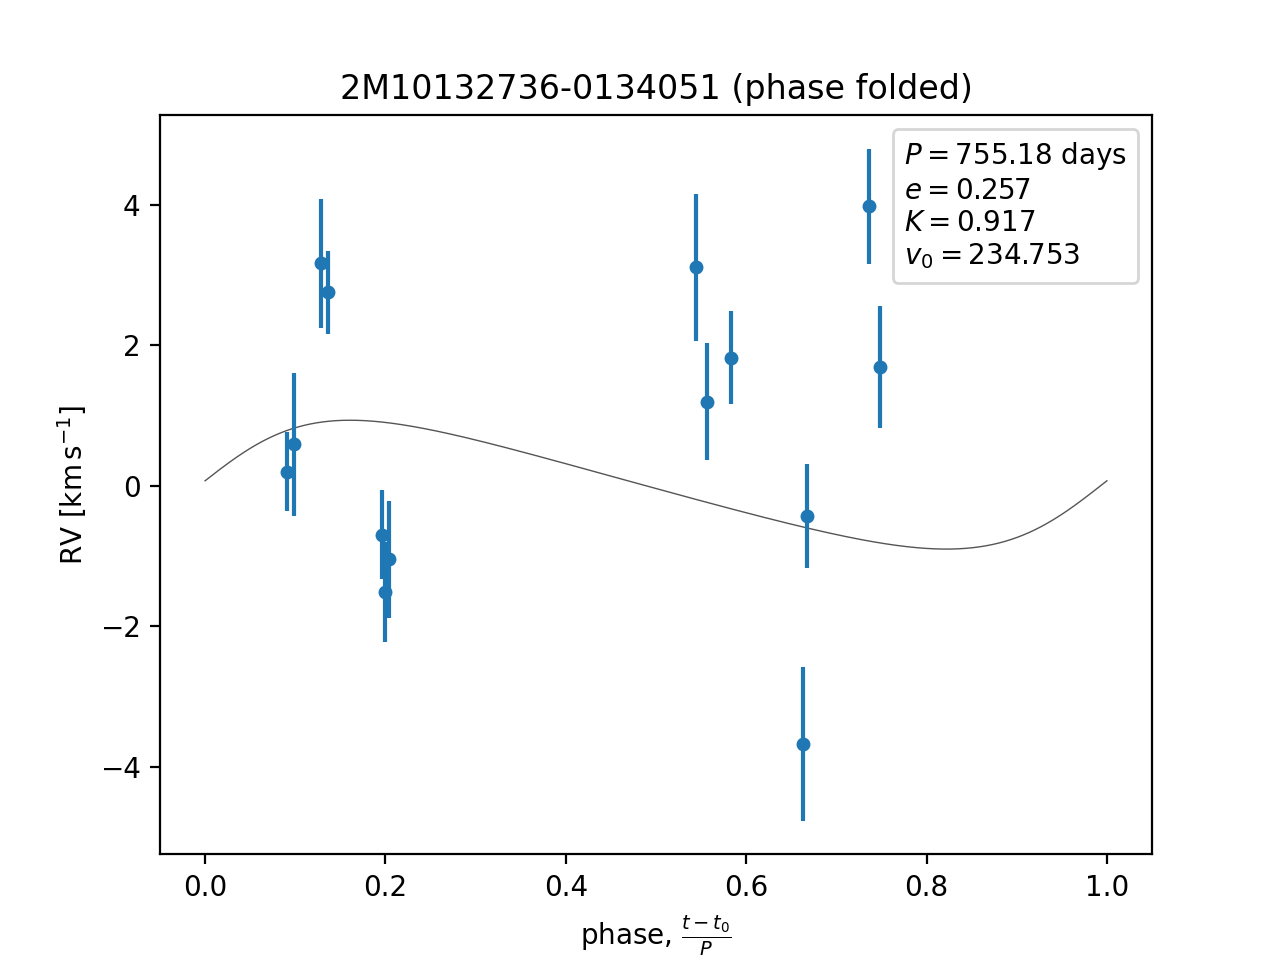 2M10132736-0134051 (phase folded)
P = 755.18 days
e = 0.257
K = 0.917
v₀ = 234.753
4
2
0
−2
−4
RV [km s⁻¹]
0.0 0.2 0.4 0.6 0.8 1.0
phase, (t − t₀)/P